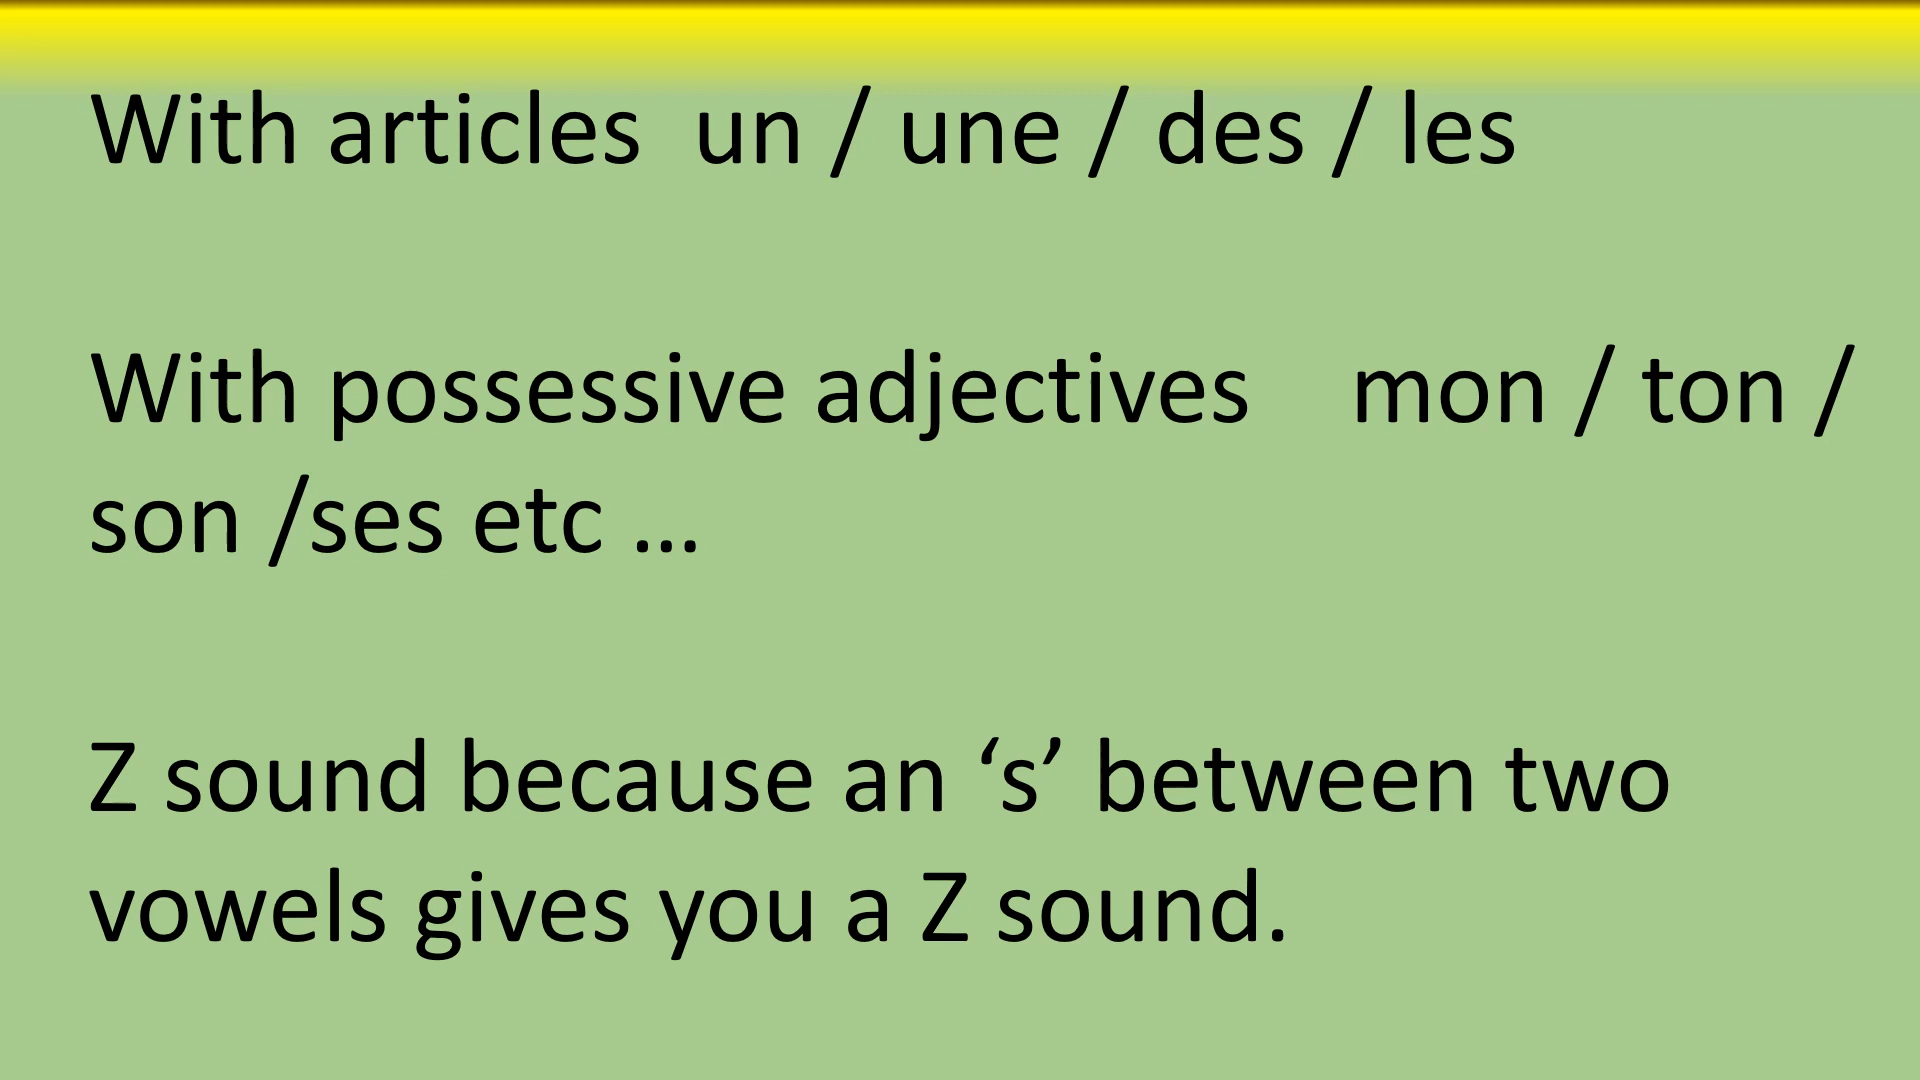 With articles  un / une / des / les
With possessive adjectives    mon / ton /
son /ses etc …
Z sound because an ‘s’ between two
vowels gives you a Z sound.